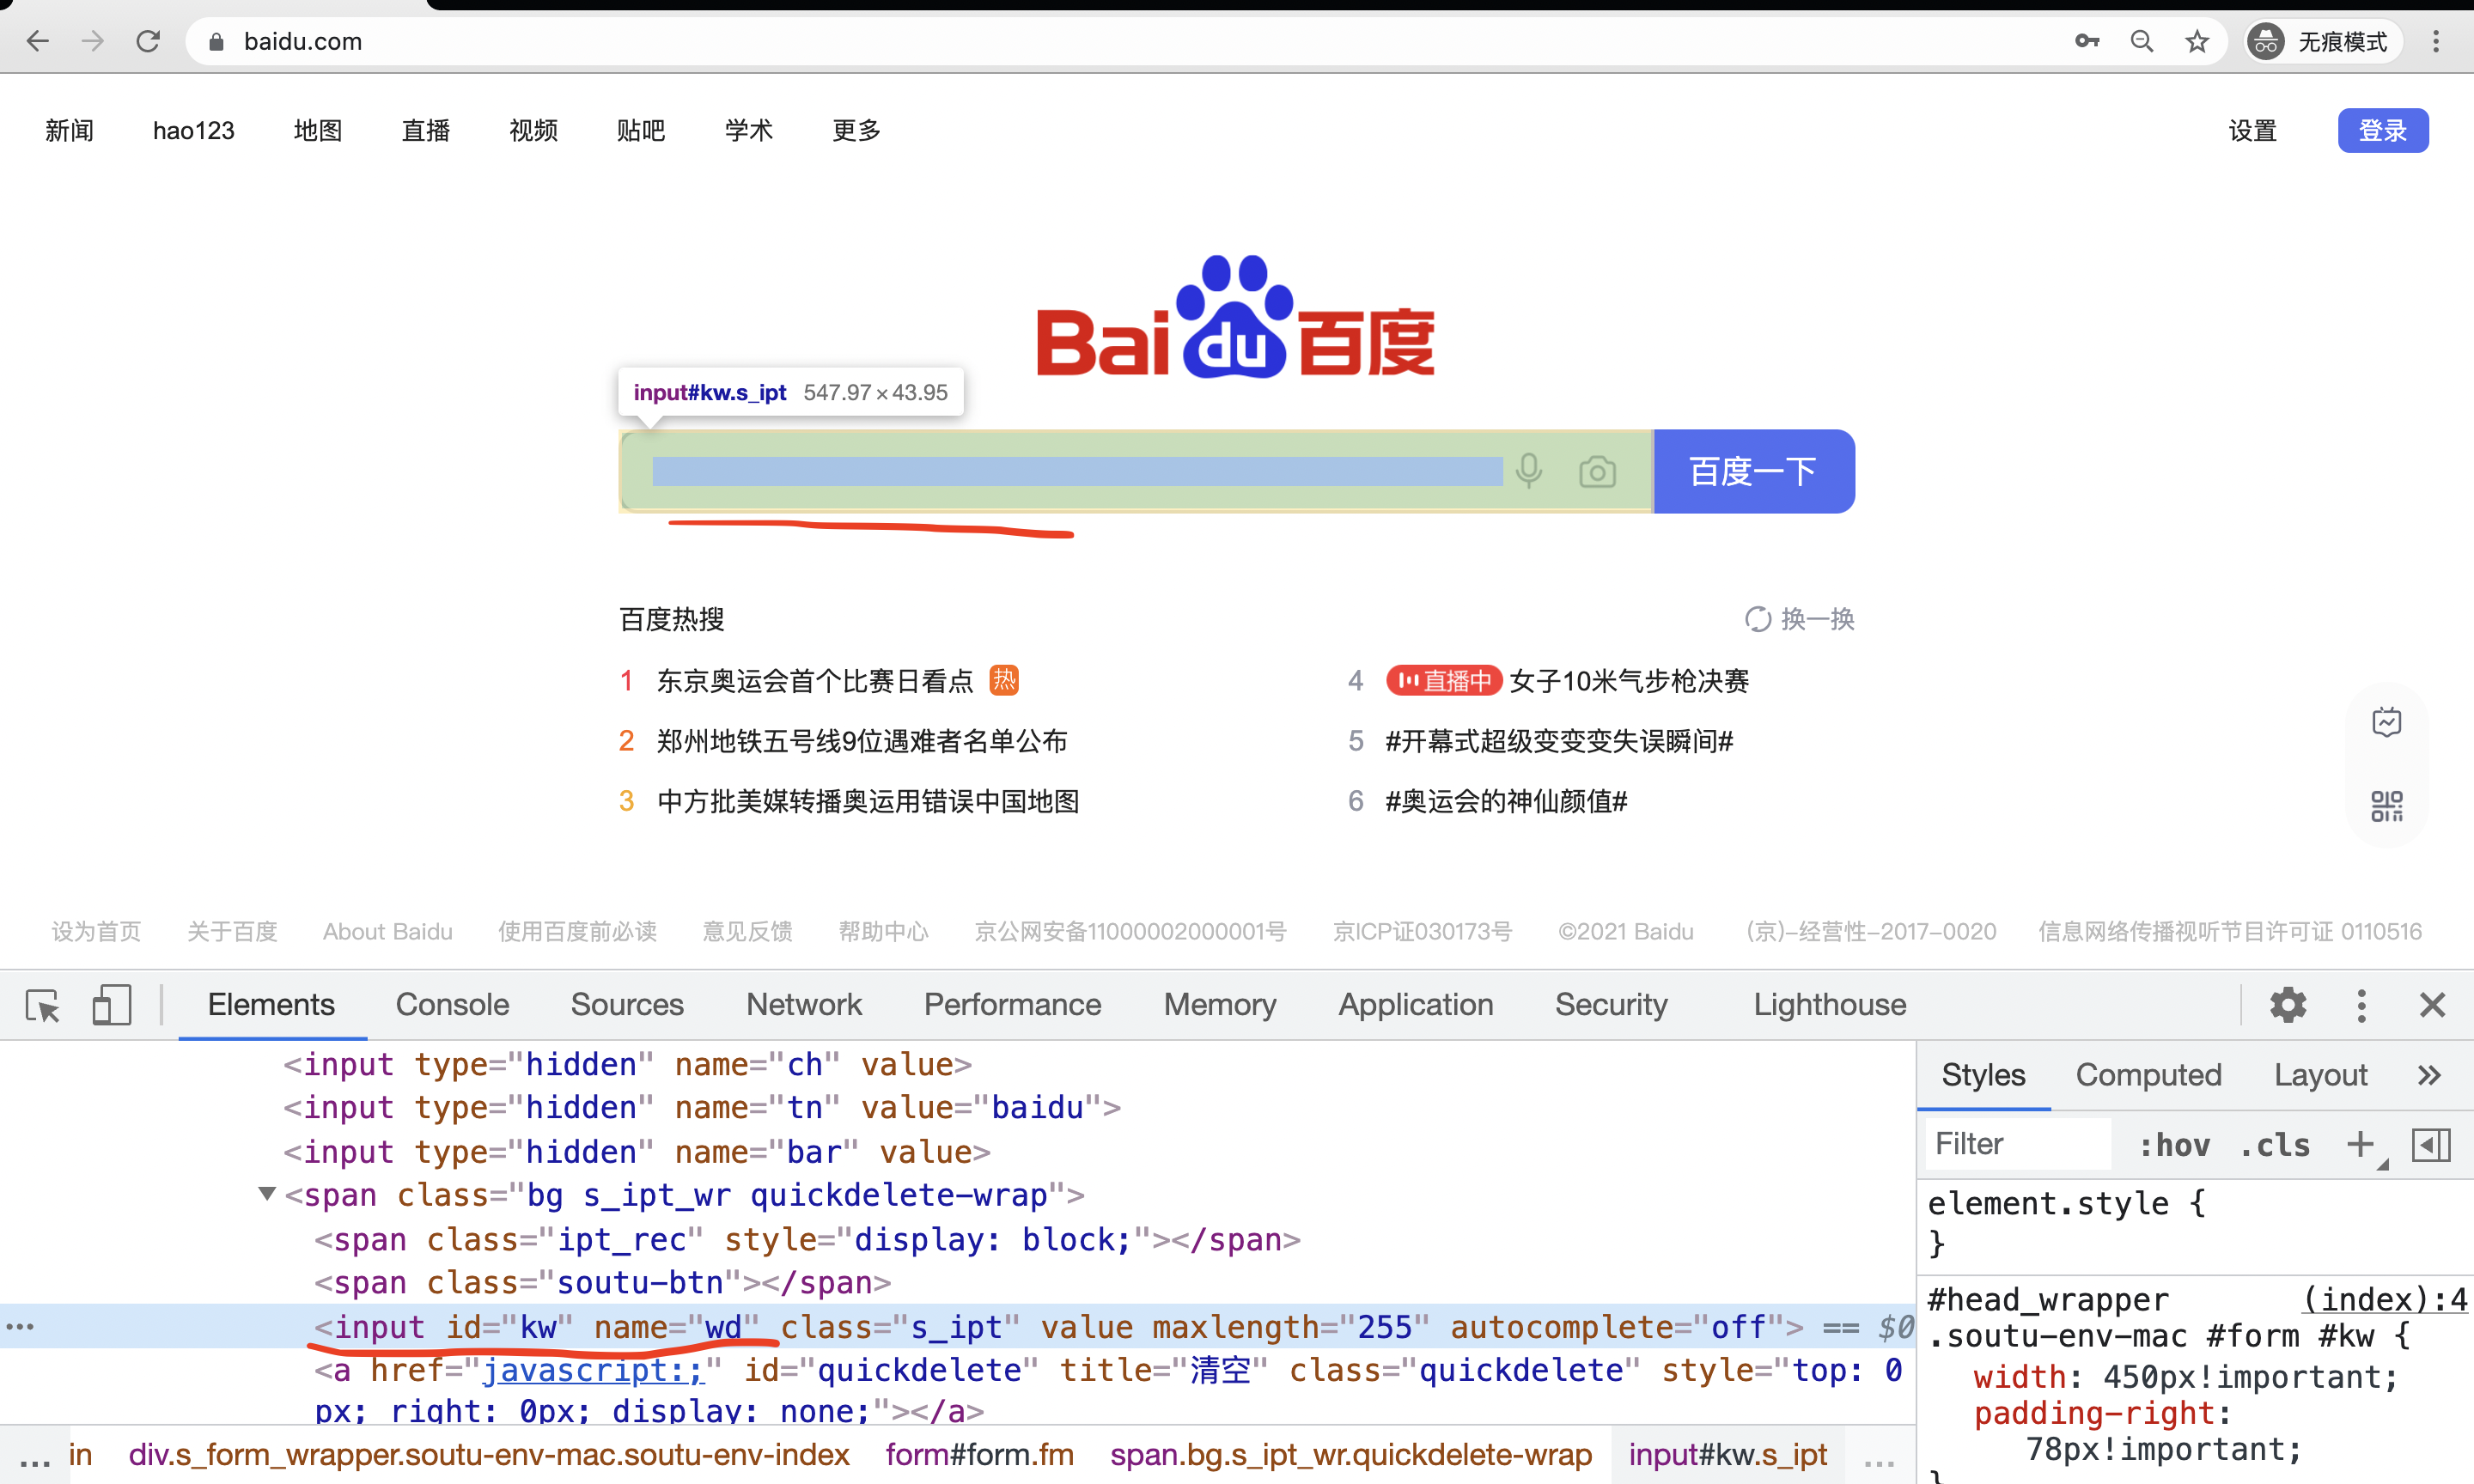 baidu.com 无痕模式
新闻 hao123 地图 直播 视频 贴吧 学术 更多 设置 登录
Bai du 百度
input#kw.s_ipt 547.97×43.95
百度一下
百度热搜 换一换
1 东京奥运会首个比赛日看点 热
4 直播中 女子10米气步枪决赛
2 郑州地铁五号线9位遇难者名单公布
5 #开幕式超级变变变失误瞬间#
3 中方批美媒转播奥运用错误中国地图
6 #奥运会的神仙颜值#
设为首页 关于百度 About Baidu 使用百度前必读 意见反馈 帮助中心 京公网安备11000002000001号 京ICP证030173号 ©2021 Baidu (京)-经营性-2017-0020 信息网络传播视听节目许可证 0110516
Elements Console Sources Network Performance Memory Application Security Lighthouse
<input type="hidden" name="ch" value>
<input type="hidden" name="tn" value="baidu">
<input type="hidden" name="bar" value>
▼<span class="bg s_ipt_wr quickdelete-wrap">
<span class="ipt_rec" style="display: block;"></span>
<span class="soutu-btn"></span>
<input id="kw" name="wd" class="s_ipt" value maxlength="255" autocomplete="off"> == $0
<a href="javascript:;" id="quickdelete" title="清空" class="quickdelete" style="top: 0
px; right: 0px; display: none;"></a>
... in div.s_form_wrapper.soutu-env-mac.soutu-env-index form#form.fm span.bg.s_ipt_wr.quickdelete-wrap input#kw.s_ipt ...
Styles Computed Layout »
Filter :hov .cls +
element.style {
}
#head_wrapper (index):4
.soutu-env-mac #form #kw {
width: 450px!important;
padding-right:
78px!important;
}